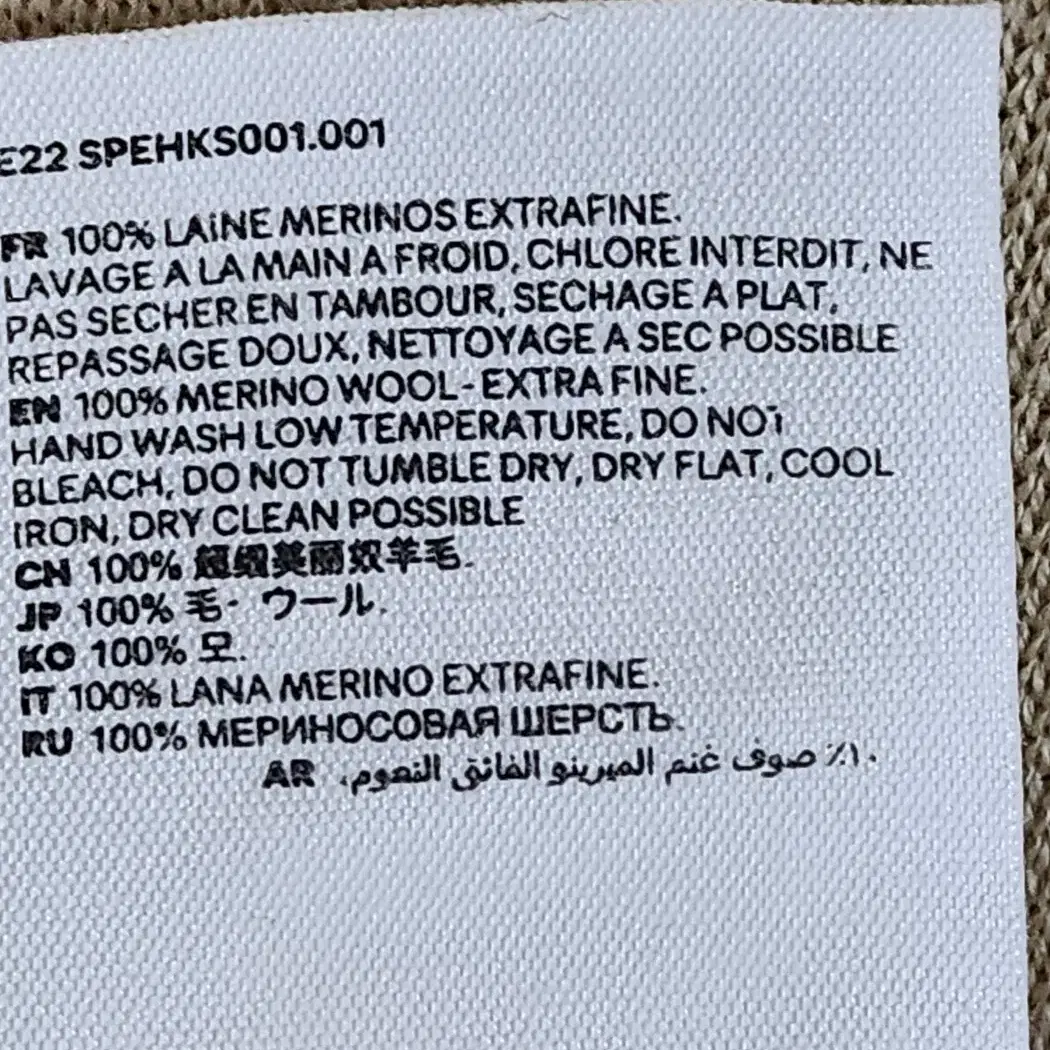 E22 SPEHKS001.001
FR 100% LAINE MERINOS EXTRAFINE.
LAVAGE A LA MAIN A FROID, CHLORE INTERDIT, NE
PAS SECHER EN TAMBOUR, SECHAGE A PLAT,
REPASSAGE DOUX, NETTOYAGE A SEC POSSIBLE
EN 100% MERINO WOOL-EXTRA FINE.
HAND WASH LOW TEMPERATURE, DO NOT
BLEACH, DO NOT TUMBLE DRY, DRY FLAT, COOL
IRON, DRY CLEAN POSSIBLE
CN 100% 超细美丽奴羊毛.
JP 100% 毛・ウール.
KO 100% 모.
IT 100% LANA MERINO EXTRAFINE.
RU 100% МЕРИНОСОВАЯ ШЕРСТЬ.
AR .١٠٪ صوف غنم الميرينو الفائق النعوم.